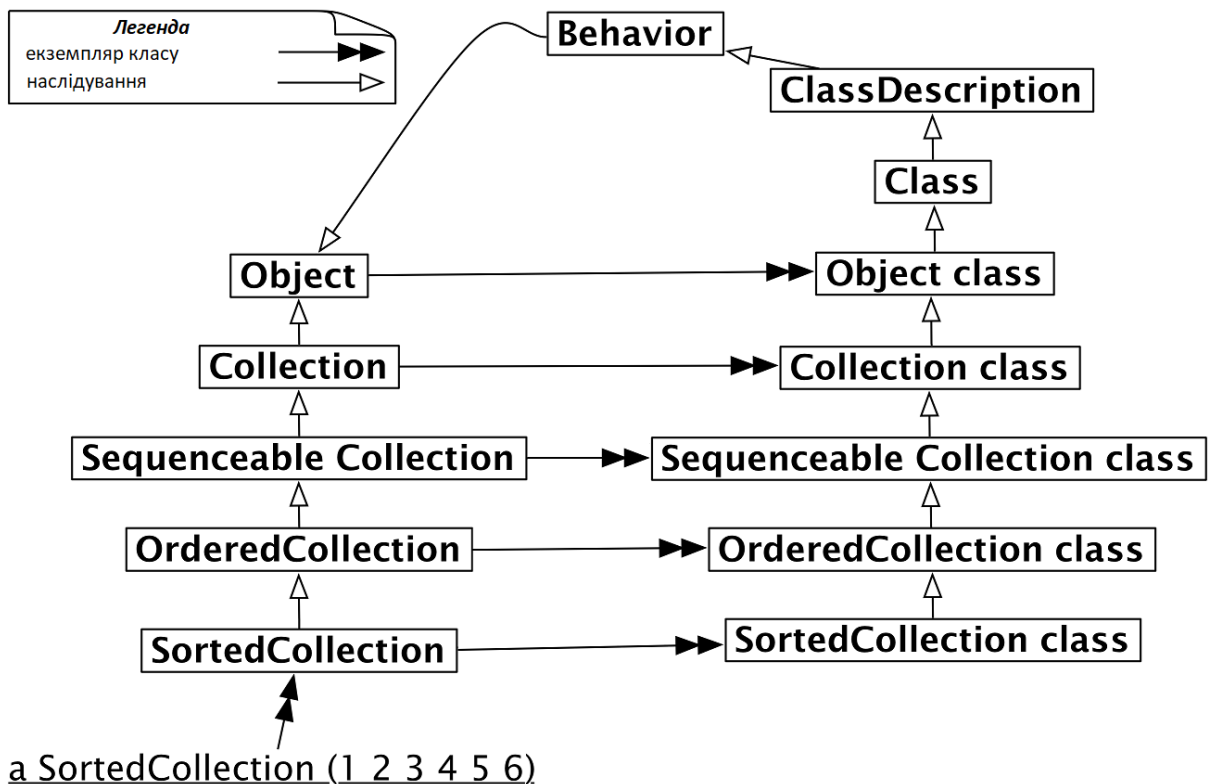 Легенда
екземпляр класу
наслідування
Behavior
ClassDescription
Class
Object
Object class
Collection
Collection class
Sequenceable Collection
Sequenceable Collection class
OrderedCollection
OrderedCollection class
SortedCollection
SortedCollection class
a SortedCollection (1 2 3 4 5 6)